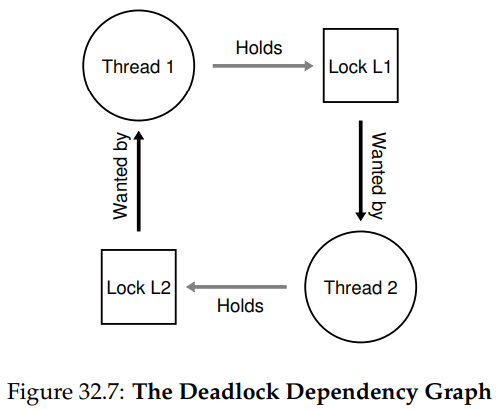 Holds
Thread 1
Lock L1
Wanted by
Wanted by
Lock L2
Thread 2
Holds
Figure 32.7: The Deadlock Dependency Graph